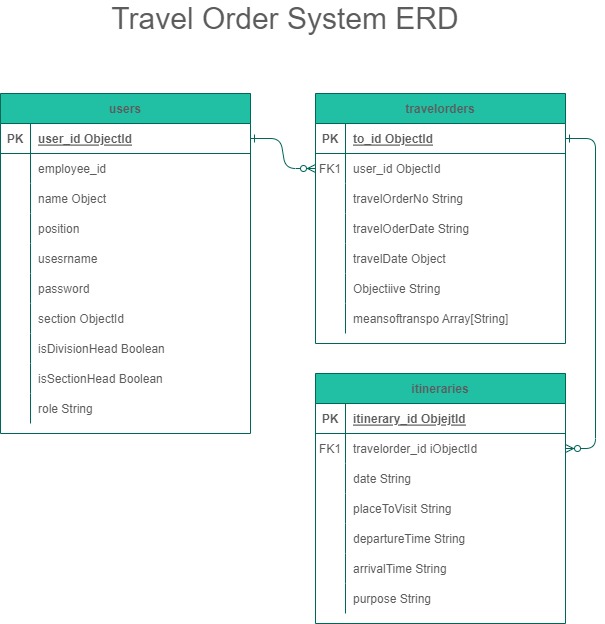 Travel Order System ERD
users
PK user_id ObjectId
employee_id
name Object
position
usesrname
password
section ObjectId
isDivisionHead Boolean
isSectionHead Boolean
role String
travelorders
PK to_id ObjectId
FK1 user_id ObjectId
travelOrderNo String
travelOderDate String
travelDate Object
Objectiive String
meansoftranspo Array[String]
itineraries
PK itinerary_id ObjejtId
FK1 travelorder_id iObjectId
date String
placeToVisit String
departureTime String
arrivalTime String
purpose String